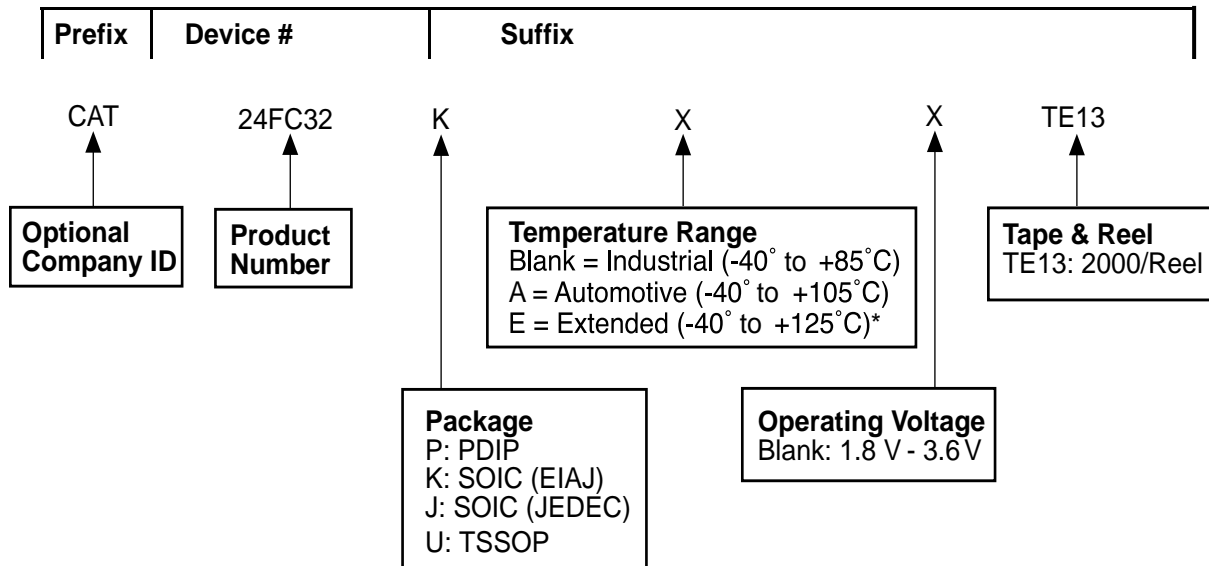 Prefix Device # Suffix
CAT 24FC32 K X X TE13
Optional
Company ID
Product
Number
Temperature Range
Blank = Industrial (-40˚ to +85˚C)
A = Automotive (-40˚ to +105˚C)
E = Extended (-40˚ to +125˚C)*
Tape & Reel
TE13: 2000/Reel
Package
P: PDIP
K: SOIC (EIAJ)
J: SOIC (JEDEC)
U: TSSOP
Operating Voltage
Blank: 1.8 V - 3.6 V